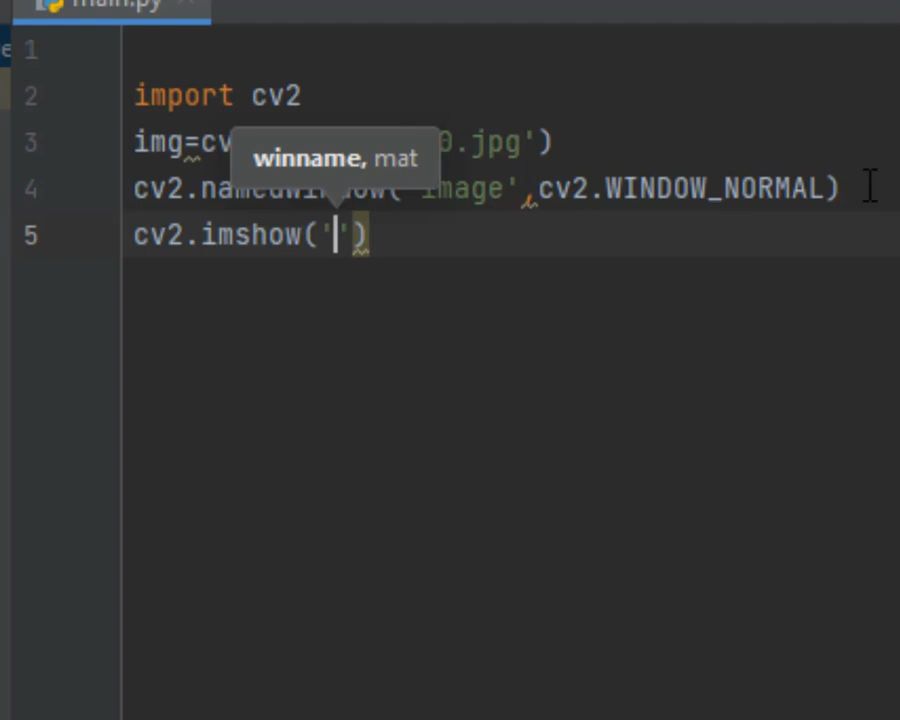 main.py
1
2 import cv2
3 img=cv 0.jpg')
winname, mat
4 cv2.namedWindow('image',cv2.WINDOW_NORMAL)
5 cv2.imshow('')